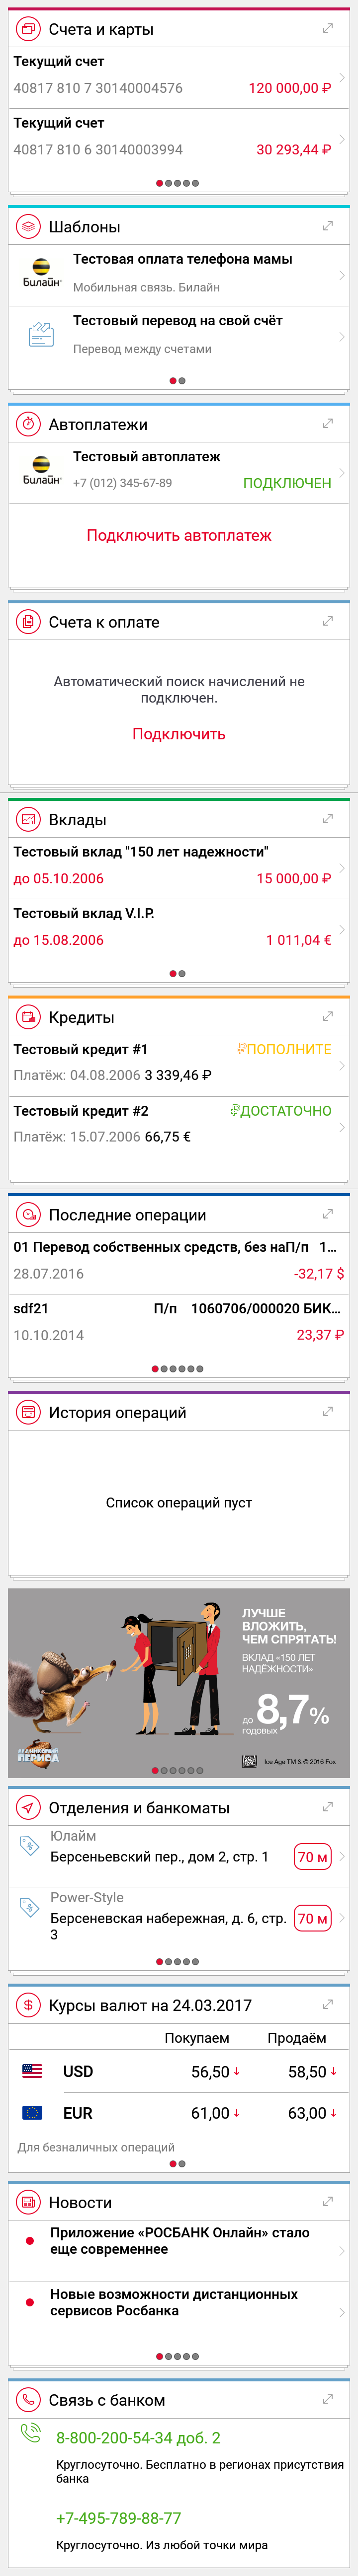 Счета и карты
Текущий счет
40817 810 7 30140004576 120 000,00 ₽
Текущий счет
40817 810 6 30140003994 30 293,44 ₽
Шаблоны
Тестовая оплата телефона мамы
Билайн
Мобильная связь. Билайн
Тестовый перевод на свой счёт
Перевод между счетами
Автоплатежи
Тестовый автоплатеж
Билайн
+7 (012) 345-67-89 ПОДКЛЮЧЕН
Подключить автоплатеж
Счета к оплате
Автоматический поиск начислений не
подключен.
Подключить
Вклады
Тестовый вклад "150 лет надежности"
до 05.10.2006 15 000,00 ₽
Тестовый вклад V.I.P.
до 15.08.2006 1 011,04 €
Кредиты
Тестовый кредит #1 ПОПОЛНИТЕ
Платёж: 04.08.2006 3 339,46 ₽
Тестовый кредит #2 ДОСТАТОЧНО
Платёж: 15.07.2006 66,75 €
Последние операции
01 Перевод собственных средств, без наП/п 1...
28.07.2016 -32,17 $
sdf21 П/п 1060706/000020 БИК...
10.10.2014 23,37 ₽
История операций
Список операций пуст
ЛУЧШЕ
ВЛОЖИТЬ,
ЧЕМ СПРЯТАТЬ!
ВКЛАД «150 ЛЕТ
НАДЁЖНОСТИ»
до 8,7%
годовых
ЛЕДНИКОВЫЙ
ПЕРИОД
Ice Age TM & © 2016 Fox
Отделения и банкоматы
Юлайм
Берсеньевский пер., дом 2, стр. 1 70 м
Power-Style
Берсеневская набережная, д. 6, стр. 70 м
3
Курсы валют на 24.03.2017
Покупаем Продаём
USD 56,50 ↓ 58,50 ↓
EUR 61,00 ↓ 63,00 ↓
Для безналичных операций
Новости
Приложение «РОСБАНК Онлайн» стало
еще современнее
Новые возможности дистанционных
сервисов Росбанка
Связь с банком
8-800-200-54-34 доб. 2
Круглосуточно. Бесплатно в регионах присутствия
банка
+7-495-789-88-77
Круглосуточно. Из любой точки мира